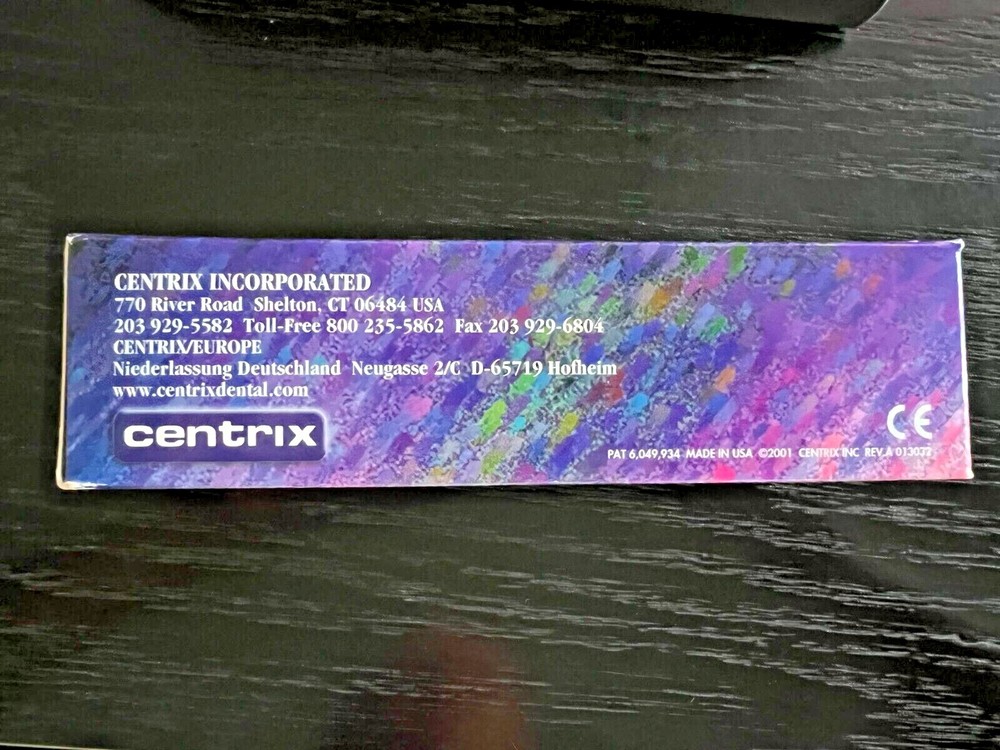 CENTRIX INCORPORATED
770 River Road Shelton, CT 06484 USA
203 929-5582 Toll-Free 800 235-5862 Fax 203 929-6804
CENTRIX/EUROPE
Niederlassung Deutschland Neugasse 2/C D-65719 Hofheim
www.centrixdental.com
centrix
CE
PAT 6,049,934 MADE IN USA ©2001 CENTRIX INC REV.A